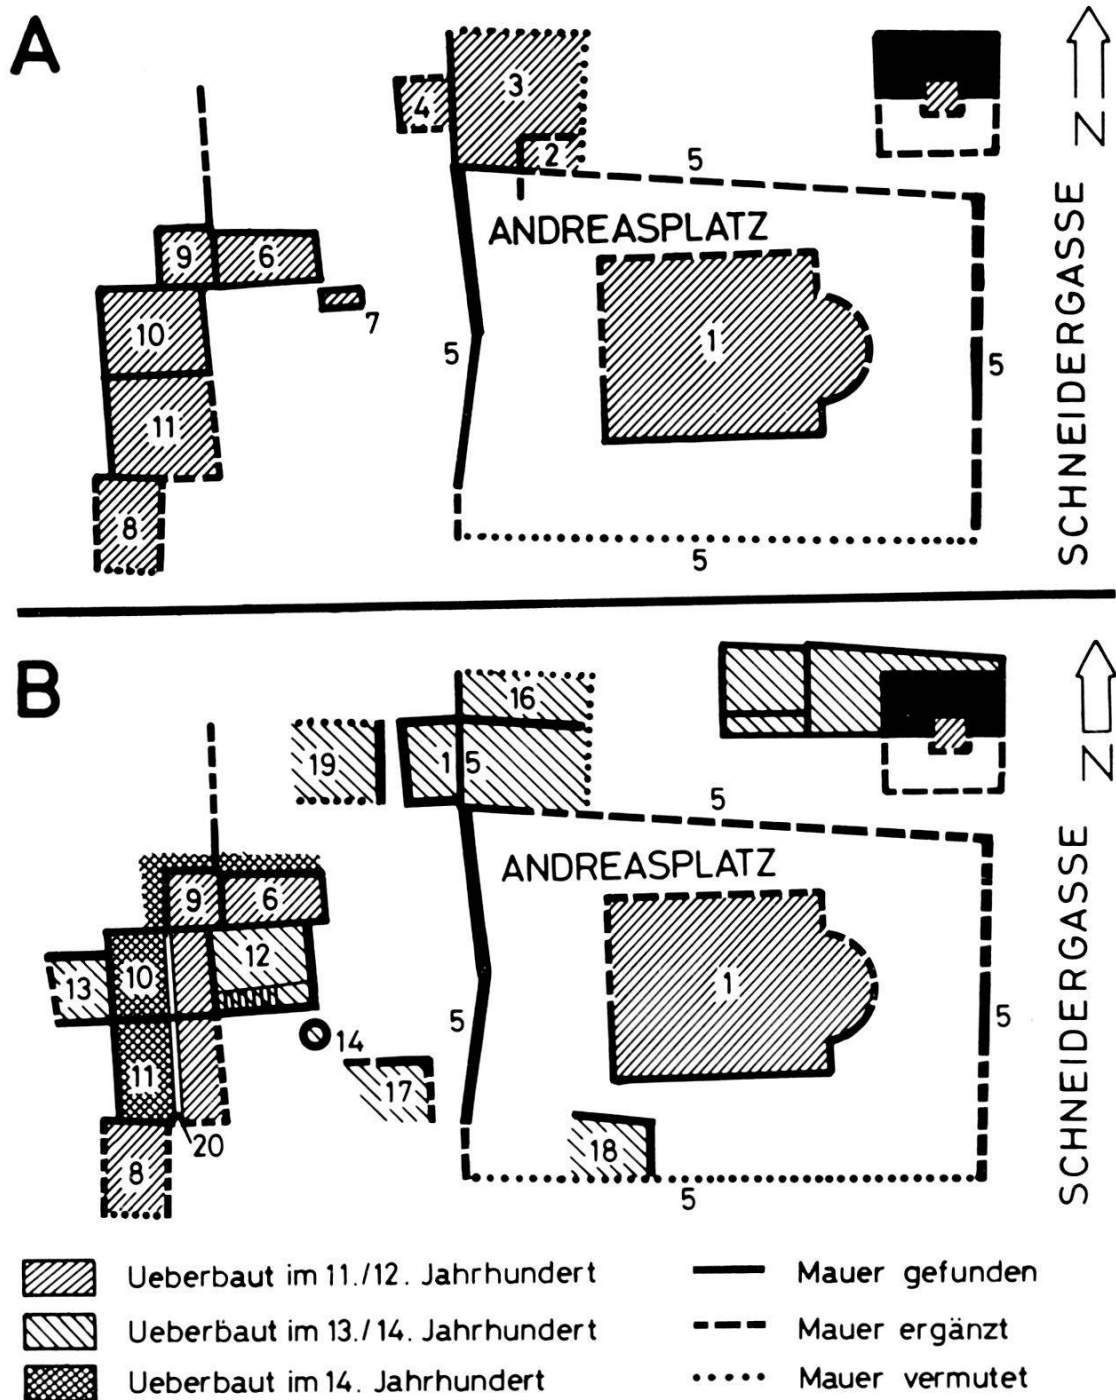 A
3
4
2
5
N
ANDREASPLATZ
9
6
7
10
1
5
5
11
8
5
SCHNEIDERGASSE
B
16
N
19
1 5
5
ANDREASPLATZ
9
6
12
10
13
1
5
5
14
11
17
20
18
8
5
SCHNEIDERGASSE
Ueberbaut im 11./12. Jahrhundert
Mauer gefunden
Ueberbaut im 13./14. Jahrhundert
Mauer ergänzt
Ueberbaut im 14. Jahrhundert
Mauer vermutet